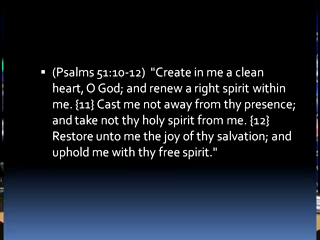 ▪ (Psalms 51:10-12)  "Create in me a clean
heart, O God; and renew a right spirit within
me. {11} Cast me not away from thy presence;
and take not thy holy spirit from me. {12}
Restore unto me the joy of thy salvation; and
uphold me with thy free spirit."